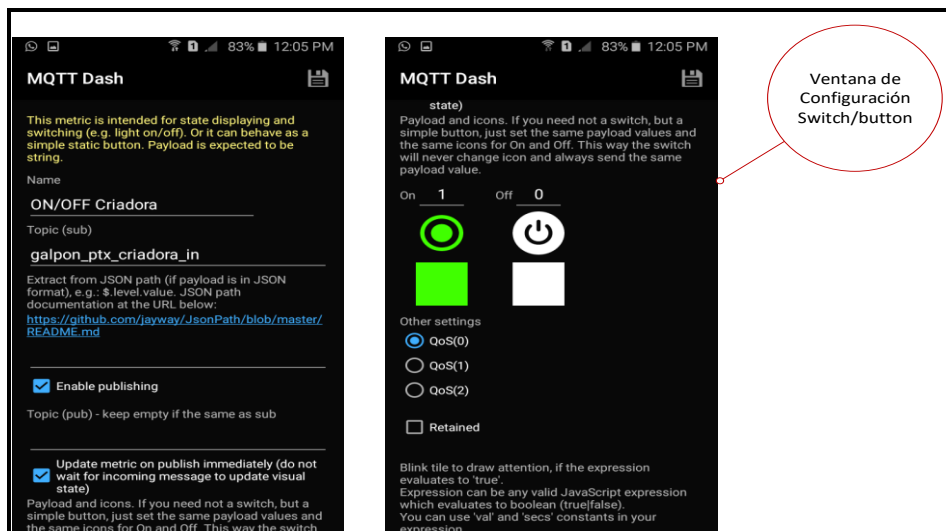 83% 12:05 PM
MQTT Dash
This metric is intended for state displaying and
switching (e.g. light on/off). Or it can behave as a
simple static button. Payload is expected to be
string.
Name
ON/OFF Criadora
Topic (sub)
galpon_ptx_criadora_in
Extract from JSON path (if payload is in JSON
format), e.g.: $.level.value. JSON path
documentation at the URL below:
https://github.com/jayway/JsonPath/blob/master/
README.md
Enable publishing
Topic (pub) - keep empty if the same as sub
Update metric on publish immediately (do not
wait for incoming message to update visual
state)
Payload and icons. If you need not a switch, but a
simple button, just set the same payload values and
the same icons for On and Off. This way the switch
83% 12:05 PM
MQTT Dash
state)
Payload and icons. If you need not a switch, but a
simple button, just set the same payload values and
the same icons for On and Off. This way the switch
will never change icon and always send the same
payload value.
On 1 Off 0
Other settings
QoS(0)
QoS(1)
QoS(2)
Retained
Blink tile to draw attention, if the expression
evaluates to 'true'.
Expression can be any valid JavaScript expression
which evaluates to boolean (true|false).
You can use 'val' and 'secs' constants in your
expression
Ventana de
Configuración
Switch/button